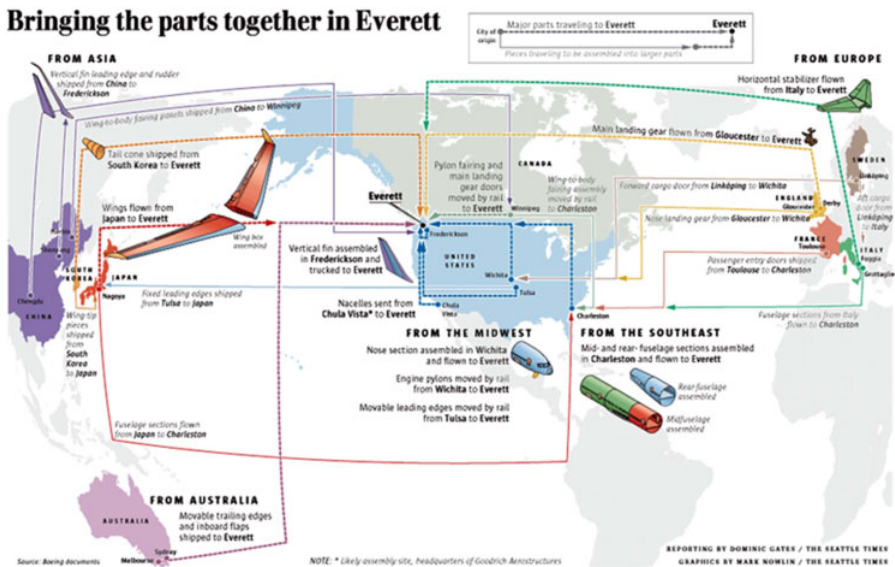 Bringing the parts together in Everett
Major parts traveling to Everett
Everett
City of
origin
Pieces traveling to be assembled into larger parts
FROM ASIA
Vertical fin leading edge and rudder
shipped from China to
Frederickson
Wing-to-body fairing panels shipped from China to Winnipeg
Tail cone shipped from
South Korea to Everett
Wings flown from
Japan to Everett
Wing box
assembled
SOUTH
KOREA
JAPAN
Nagoya
Chengdu
CHINA
Fixed leading edges shipped
from Tulsa to Japan
Wing-tip
pieces
shipped
from
South
Korea
to Japan
Fuselage sections flown
from Japan to Charleston
FROM EUROPE
Horizontal stabilizer flown
from Italy to Everett
Main landing gear flown from Gloucester to Everett
CANADA
Pylon fairing and
main landing
gear doors
moved by rail
to Everett
Wing-to-body
fairing assembly
moved by rail
to Charleston
Winnipeg
Forward cargo door from Linköping to Wichita
Nose landing gear from Gloucester to Wichita
SWEDEN
Linköping
ENGLAND
Gloucester
Derby
Aft cargo
door from
Linköping
to Italy
FRANCE
Toulouse
ITALY
Foggia
Grottaglie
Passenger entry doors shipped
from Toulouse to Charleston
Fuselage sections from Italy
flown to Charleston
Everett
Frederickson
Vertical fin assembled
in Frederickson and
trucked to Everett
UNITED
STATES
Wichita
Tulsa
Chula
Vista
Charleston
Nacelles sent from
Chula Vista* to Everett
FROM THE MIDWEST
Nose section assembled in Wichita
and flown to Everett
Engine pylons moved by rail
from Wichita to Everett
Movable leading edges moved by rail
from Tulsa to Everett
FROM THE SOUTHEAST
Mid- and rear-fuselage sections assembled
in Charleston and flown to Everett
Rear fuselage
assembled
Midfuselage
assembled
FROM AUSTRALIA
Movable trailing edges
and inboard flaps
shipped to Everett
AUSTRALIA
Sydney
Melbourne
Source: Boeing documents
NOTE: * Likely assembly site, headquarters of Goodrich Aerostructures
REPORTING BY DOMINIC GATES / THE SEATTLE TIMES
GRAPHICS BY MARK NOWLIN / THE SEATTLE TIMES